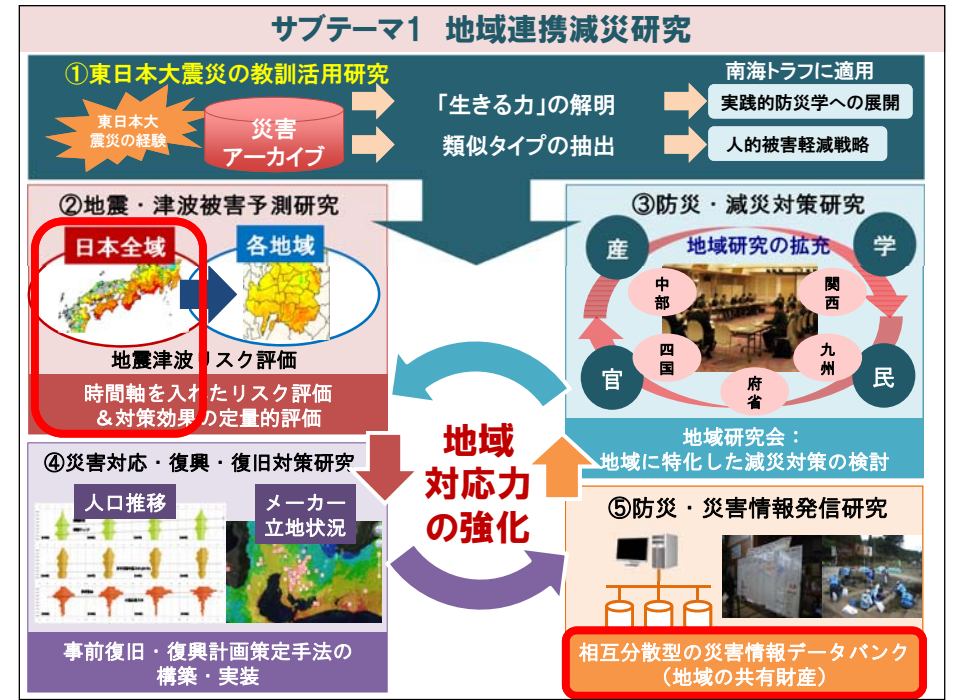 サブテーマ1 地域連携減災研究
①東日本大震災の教訓活用研究
東日本大
震災の経験
災害
アーカイブ
「生きる力」の解明
類似タイプの抽出
南海トラフに適用
実践的防災学への展開
人的被害軽減戦略
②地震・津波被害予測研究
日本全域
各地域
地震津波リスク評価
時間軸を入れたリスク評価
&対策効果の定量的評価
③防災・減災対策研究
産
学
官
民
地域研究の拡充
中部
関西
四国
九州
府省
地域研究会:
地域に特化した減災対策の検討
地域
対応力
の強化
④災害対応・復興・復旧対策研究
人口推移
メーカー
立地状況
事前復旧・復興計画策定手法の
構築・実装
⑤防災・災害情報発信研究
相互分散型の災害情報データバンク
(地域の共有財産)